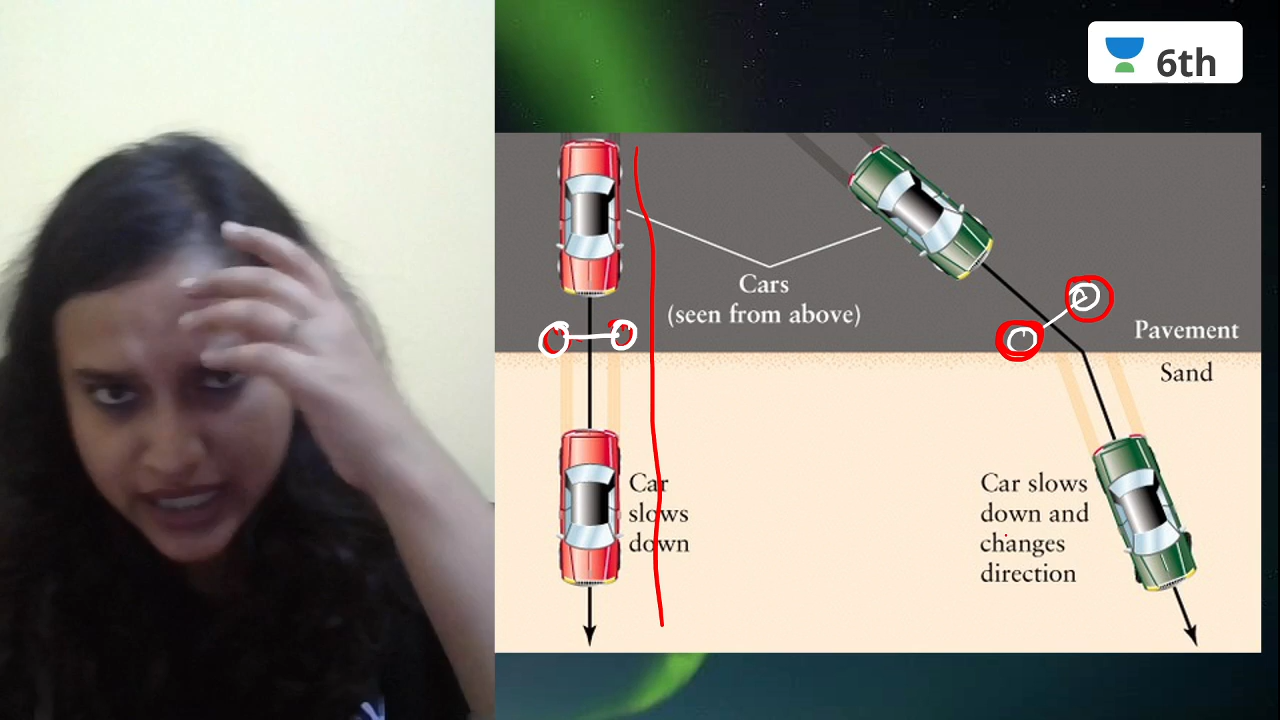 6th
Cars
(seen from above)
Pavement
Sand
Car
slows
down
Car slows
down and
changes
direction